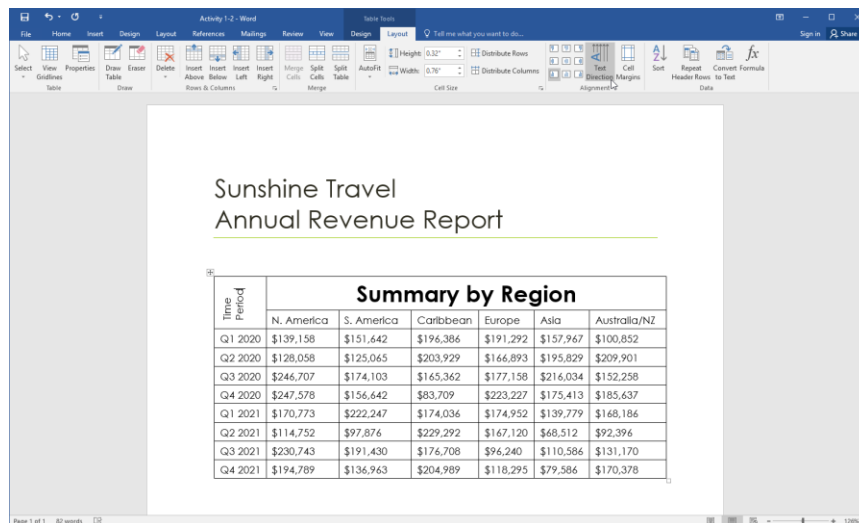 Activity 1-2 - Word
Table Tools
File Home Insert Design Layout References Mailings Review View Design Layout Tell me what you want to do... Sign in Share
Select View Gridlines Properties Draw Table Eraser Delete Insert Above Insert Below Insert Left Insert Right Merge Cells Split Cells Split Table AutoFit Height: 0.32" Distribute Rows Text Direction Cell Margins Sort Repeat Header Rows Convert to Text Formula
Width: 0.76" Distribute Columns
Table Draw Rows & Columns Merge Cell Size Alignment Data
Sunshine Travel
Annual Revenue Report
Time
Period
Summary by Region
N. America S. America Caribbean Europe Asia Australia/NZ
Q1 2020 $139,158 $151,642 $196,386 $191,292 $157,967 $100,852
Q2 2020 $128,058 $125,065 $203,929 $166,893 $195,829 $209,901
Q3 2020 $246,707 $174,103 $165,362 $177,158 $216,034 $152,258
Q4 2020 $247,578 $156,642 $83,709 $223,227 $175,413 $185,637
Q1 2021 $170,773 $222,247 $174,036 $174,952 $139,779 $168,186
Q2 2021 $114,752 $97,876 $229,292 $167,120 $68,512 $92,396
Q3 2021 $230,743 $191,430 $176,708 $96,240 $110,586 $131,170
Q4 2021 $194,789 $136,963 $204,989 $118,295 $79,586 $170,378
Page 1 of 1 82 words 126%